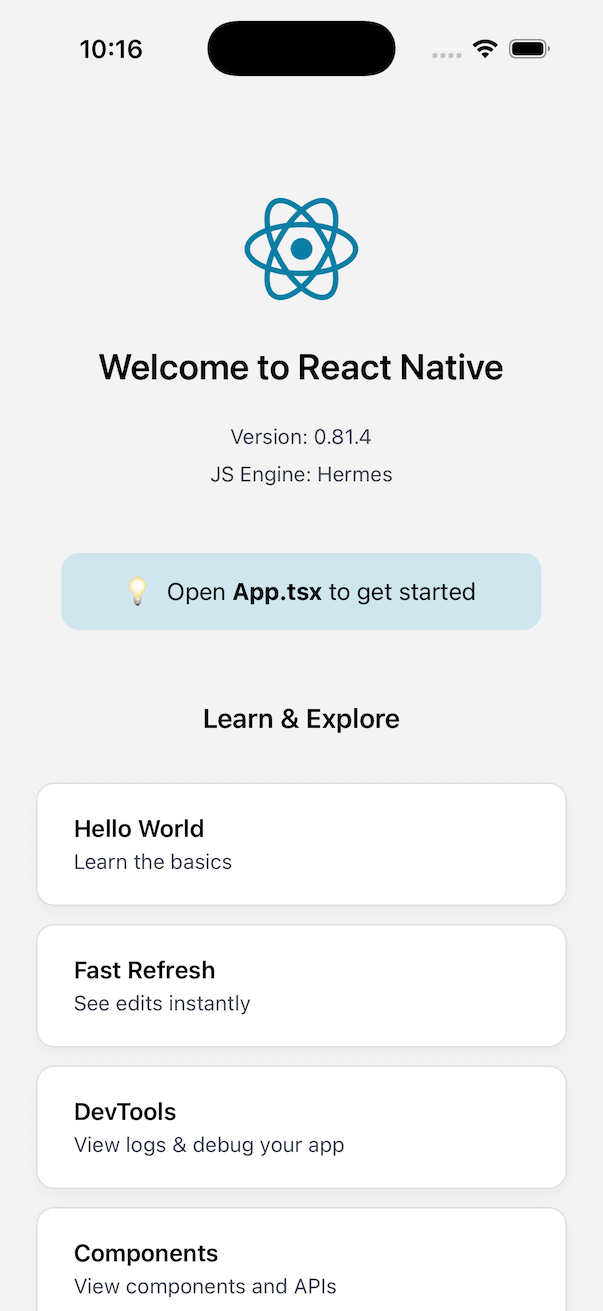 10:16
Welcome to React Native
Version: 0.81.4
JS Engine: Hermes
💡 Open App.tsx to get started
Learn & Explore
Hello World
Learn the basics
Fast Refresh
See edits instantly
DevTools
View logs & debug your app
Components
View components and APIs